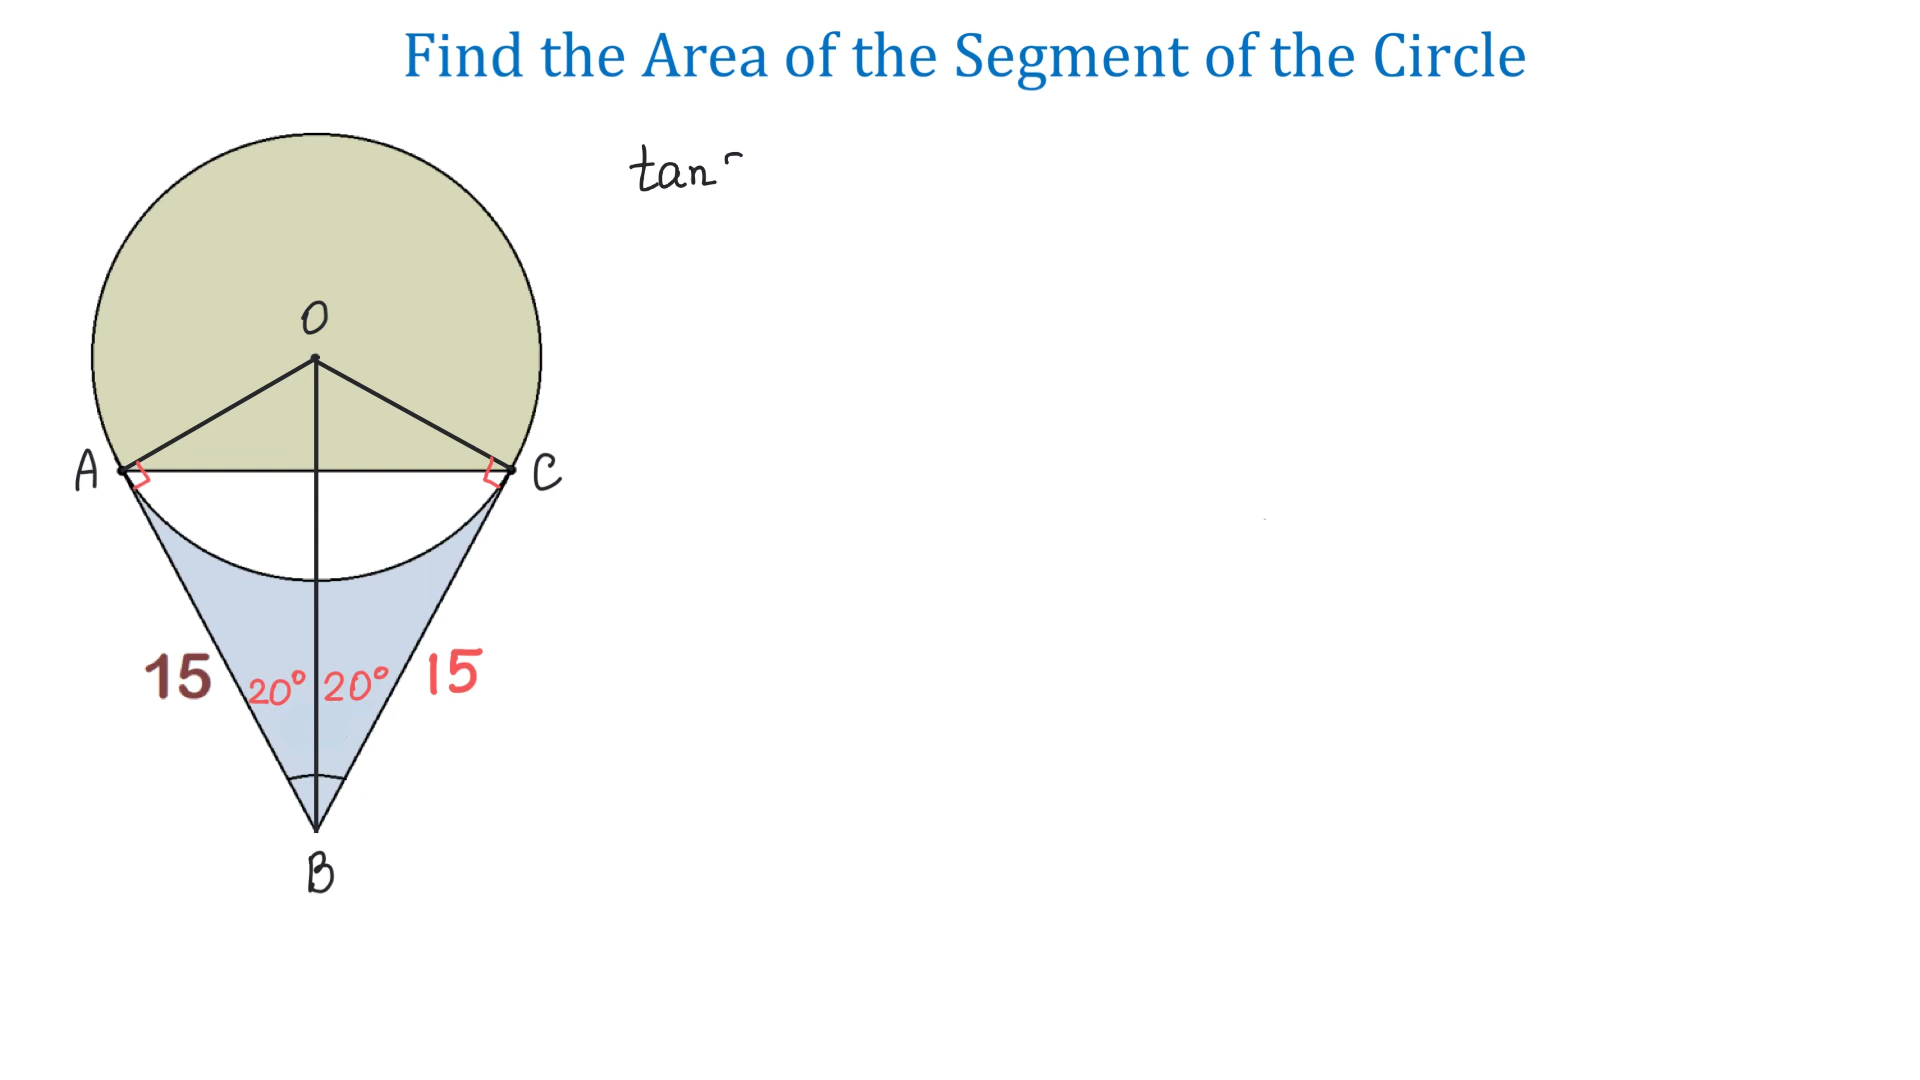 Find the Area of the Segment of the Circle
tan
O
A
C
15
20°
20°
15
B